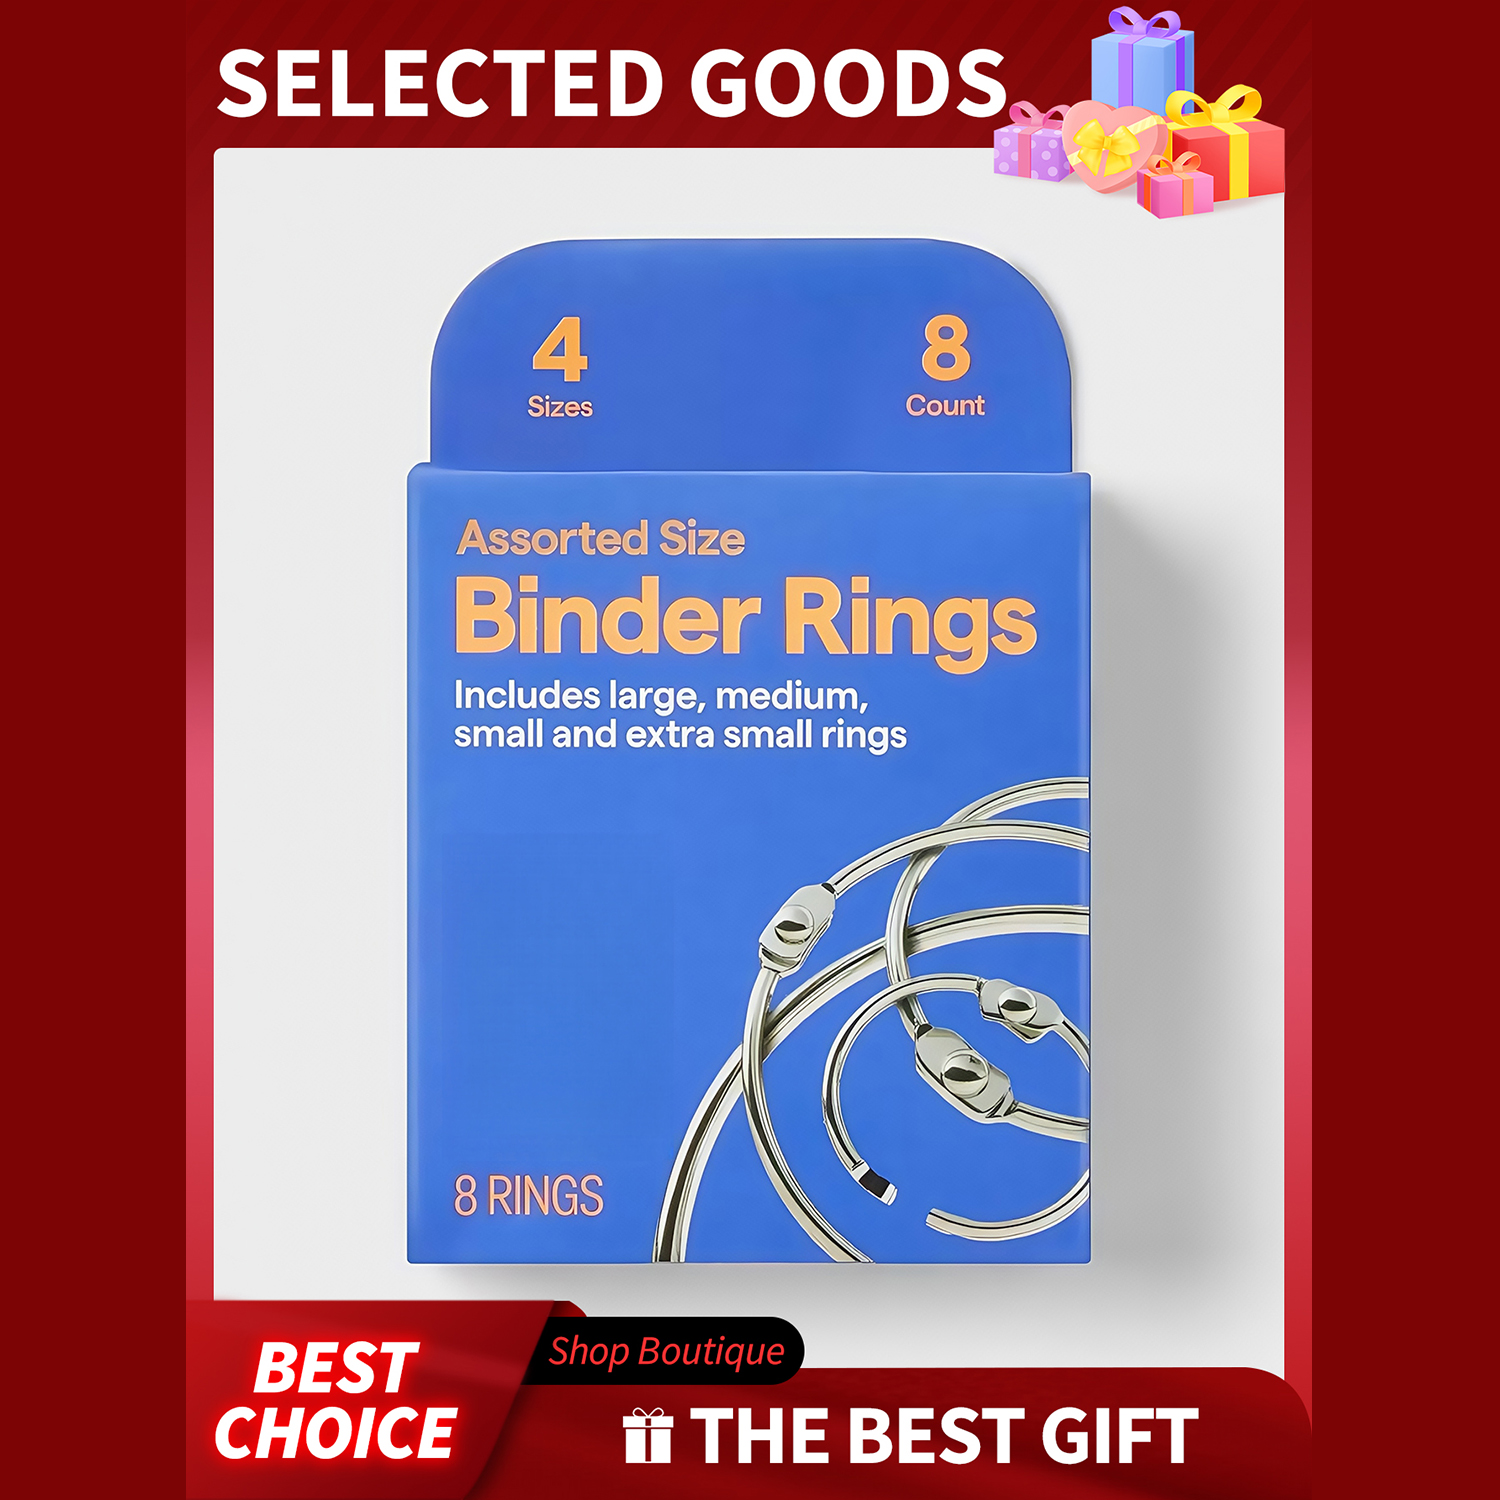 SELECTED GOODS
4
Sizes
8
Count
Assorted Size
Binder Rings
Includes large, medium,
small and extra small rings
8 RINGS
BEST
CHOICE
Shop Boutique
THE BEST GIFT